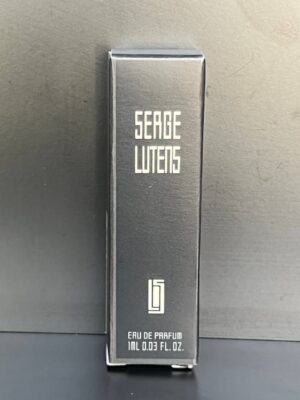 SERGE
LUTENS
EAU DE PARFUM
1ML 0.03 FL. OZ.